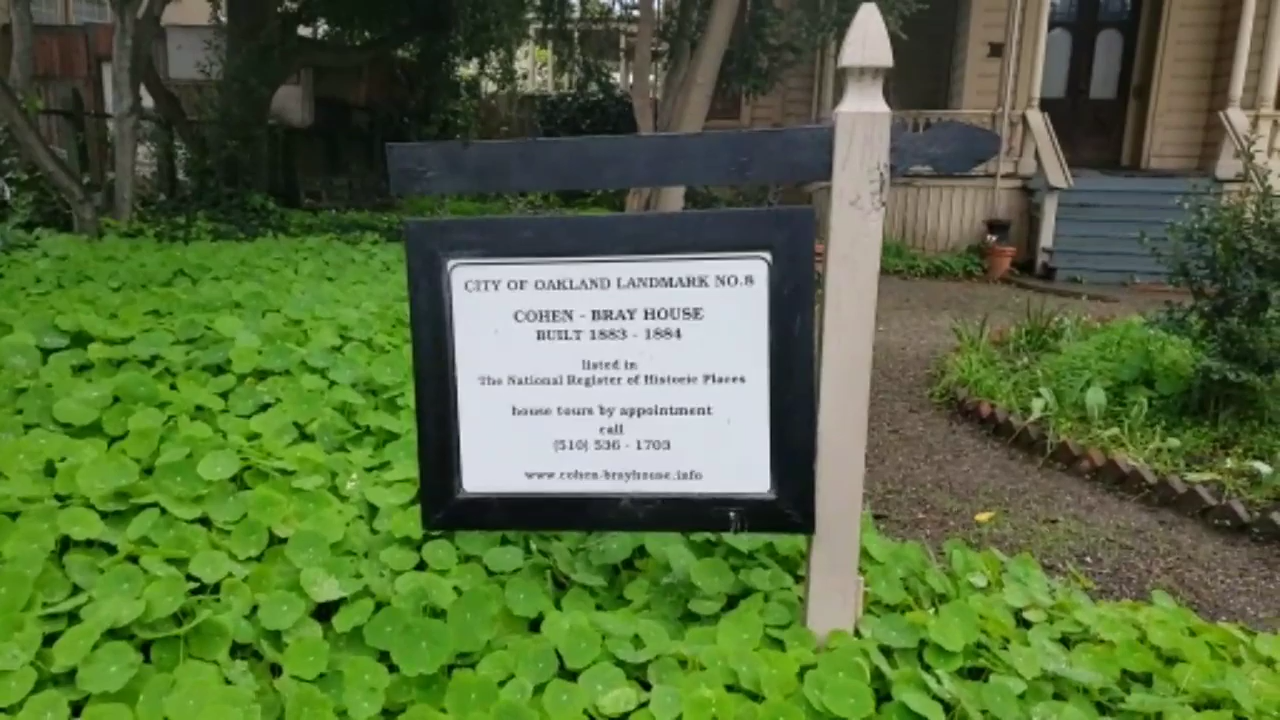 CITY OF OAKLAND LANDMARK NO.8
COHEN - BRAY HOUSE
BUILT 1883 - 1884
listed in
The National Register of Historic Places
house tours by appointment
call
(510) 536 - 1703
www.cohen-brayhouse.info